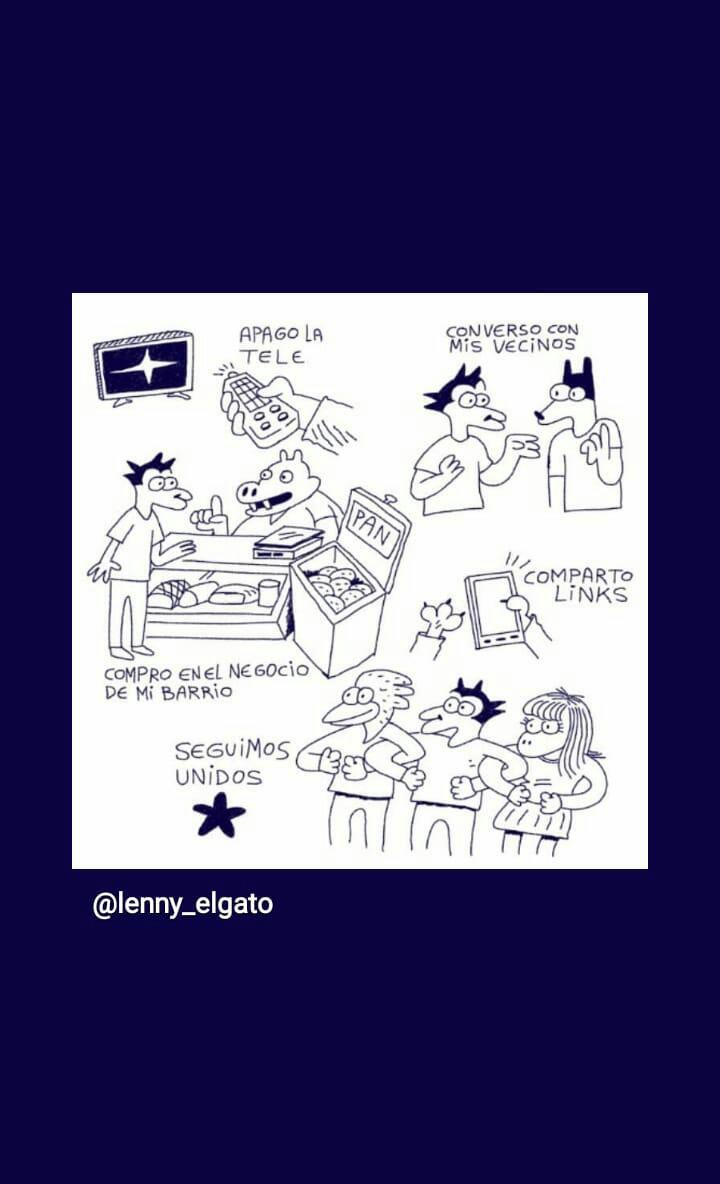 APAGO LA
TELE
CONVERSO CON
MiS VECiNOS
PAN
COMPRO EN EL NEGOCiO
DE Mi BARRiO
COMPARTO
LiNKS
SEGUiMOS
UNiDOS
@lenny_elgato